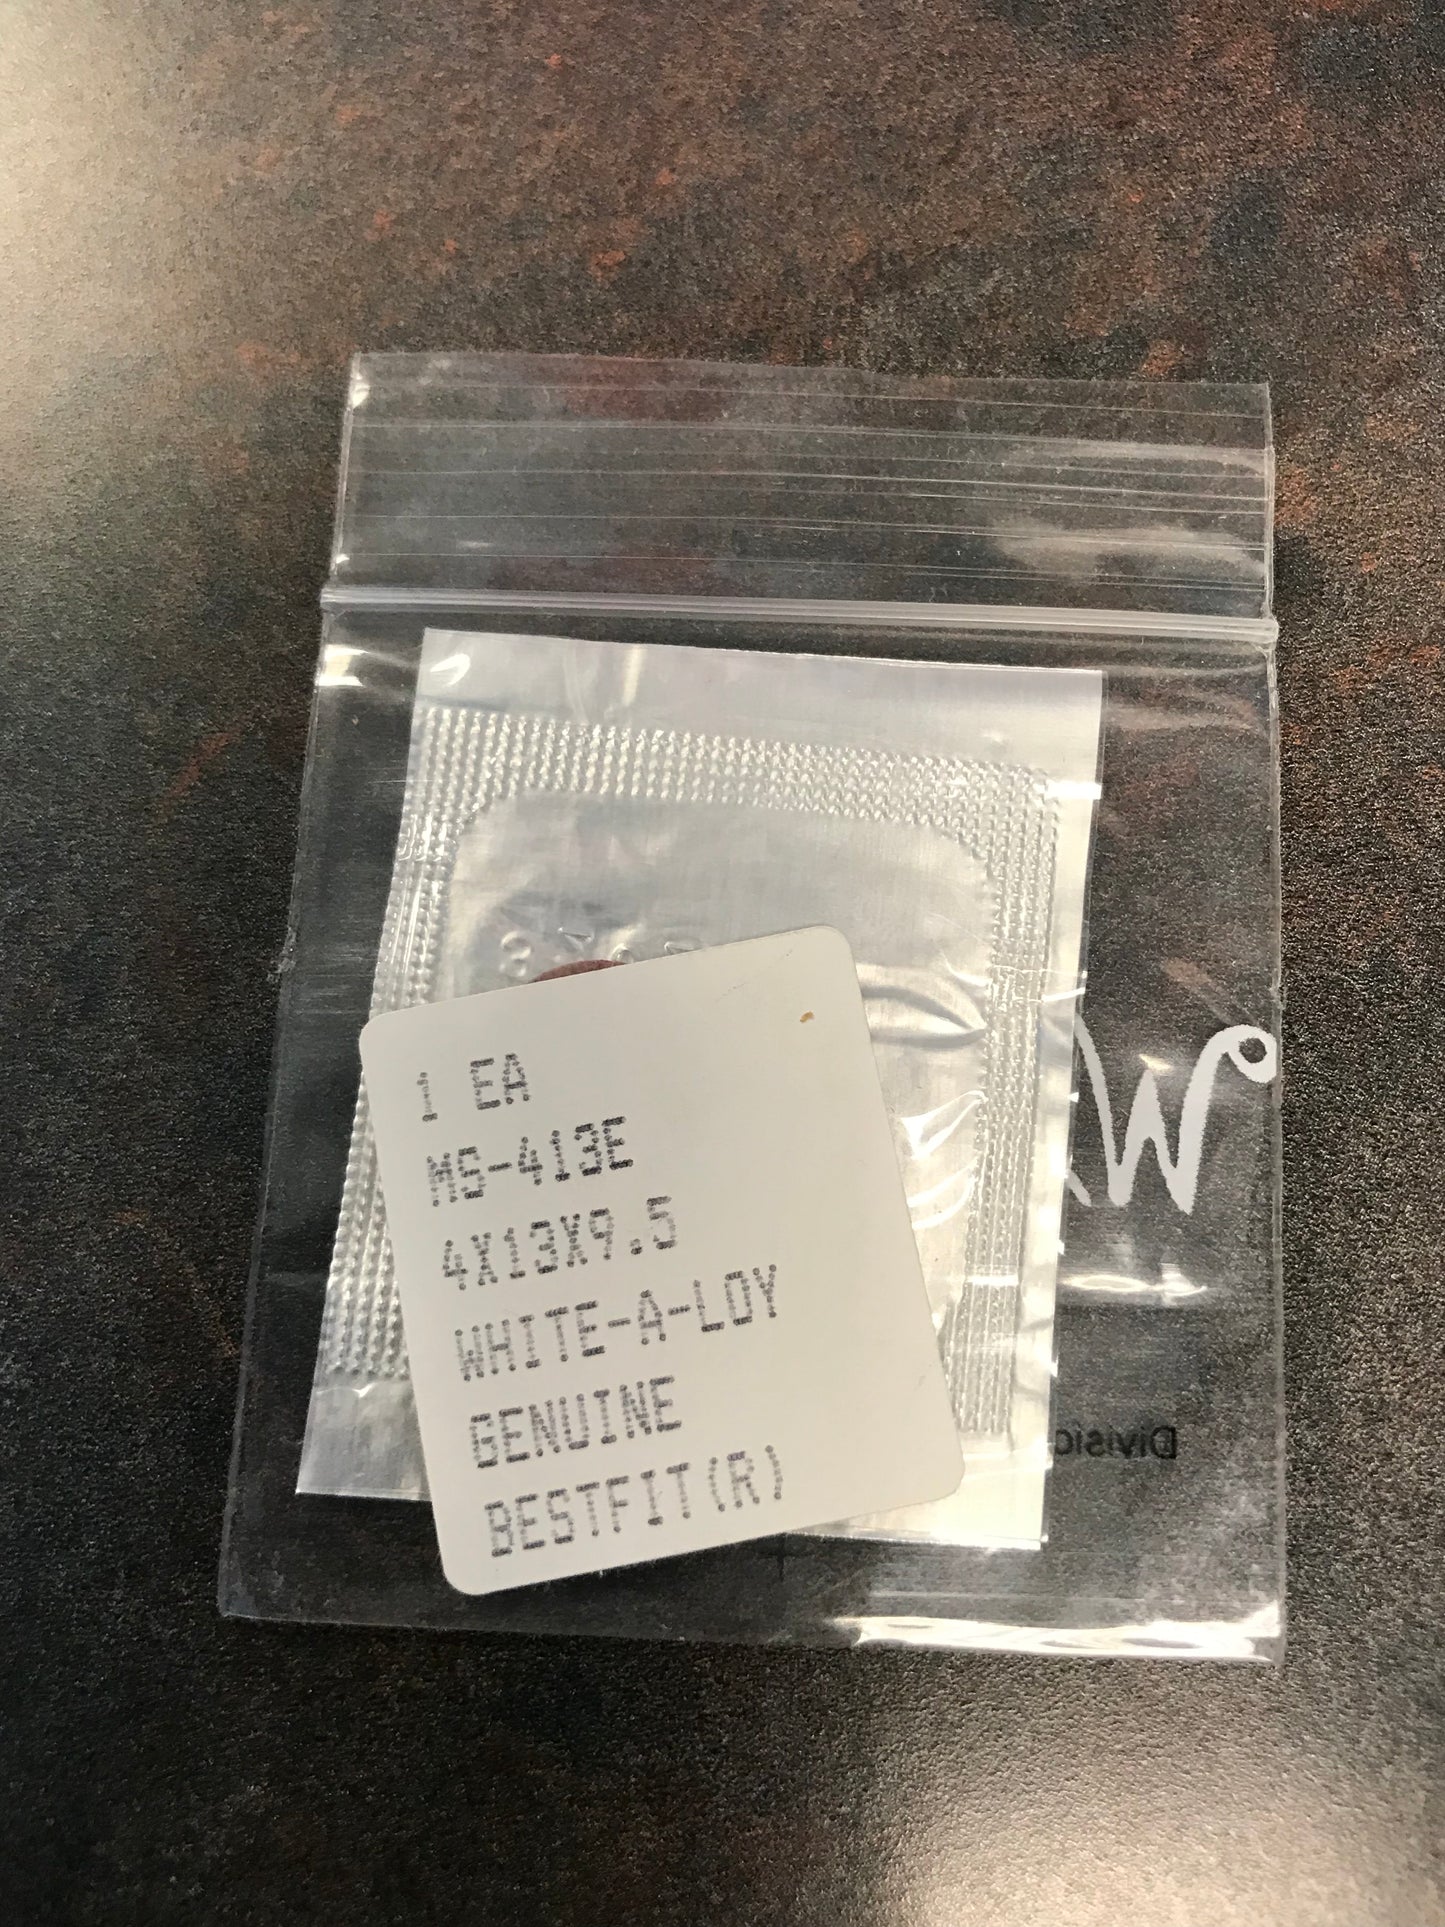 1 EA
MS-413E
4X13X9.5
WHITE-A-LOY
GENUINE
BESTFIT(R)